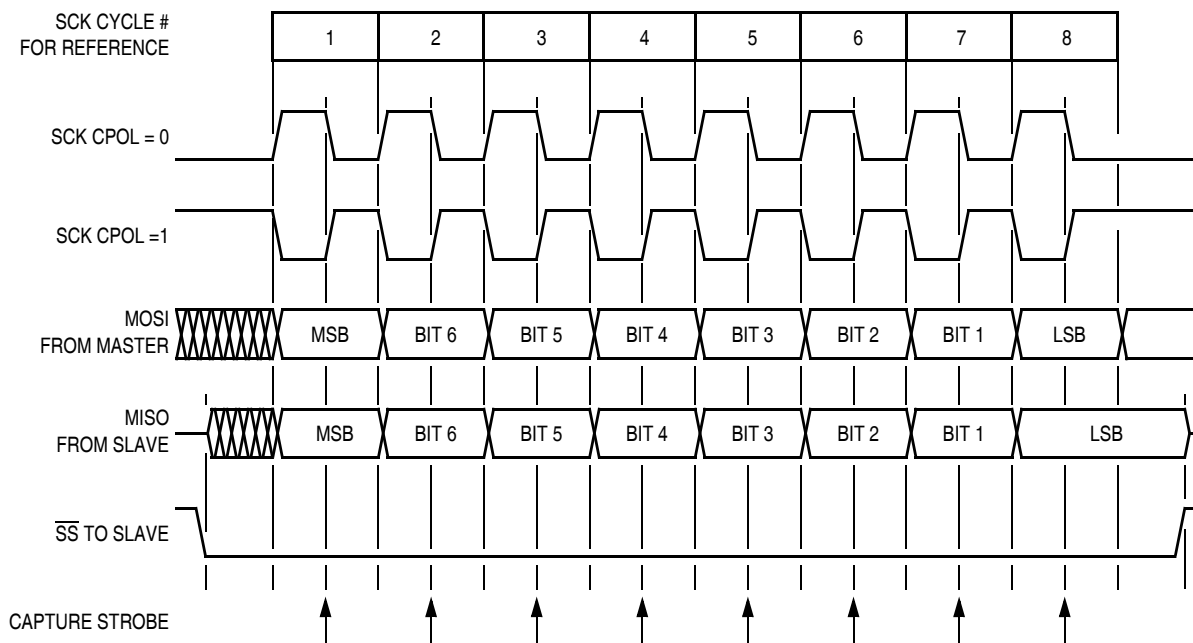 SCK CYCLE #
FOR REFERENCE
1 2 3 4 5 6 7 8
SCK CPOL = 0
SCK CPOL =1
MOSI
FROM MASTER
MSB BIT 6 BIT 5 BIT 4 BIT 3 BIT 2 BIT 1 LSB
MISO
FROM SLAVE
MSB BIT 6 BIT 5 BIT 4 BIT 3 BIT 2 BIT 1 LSB
S̅S̅ TO SLAVE
CAPTURE STROBE